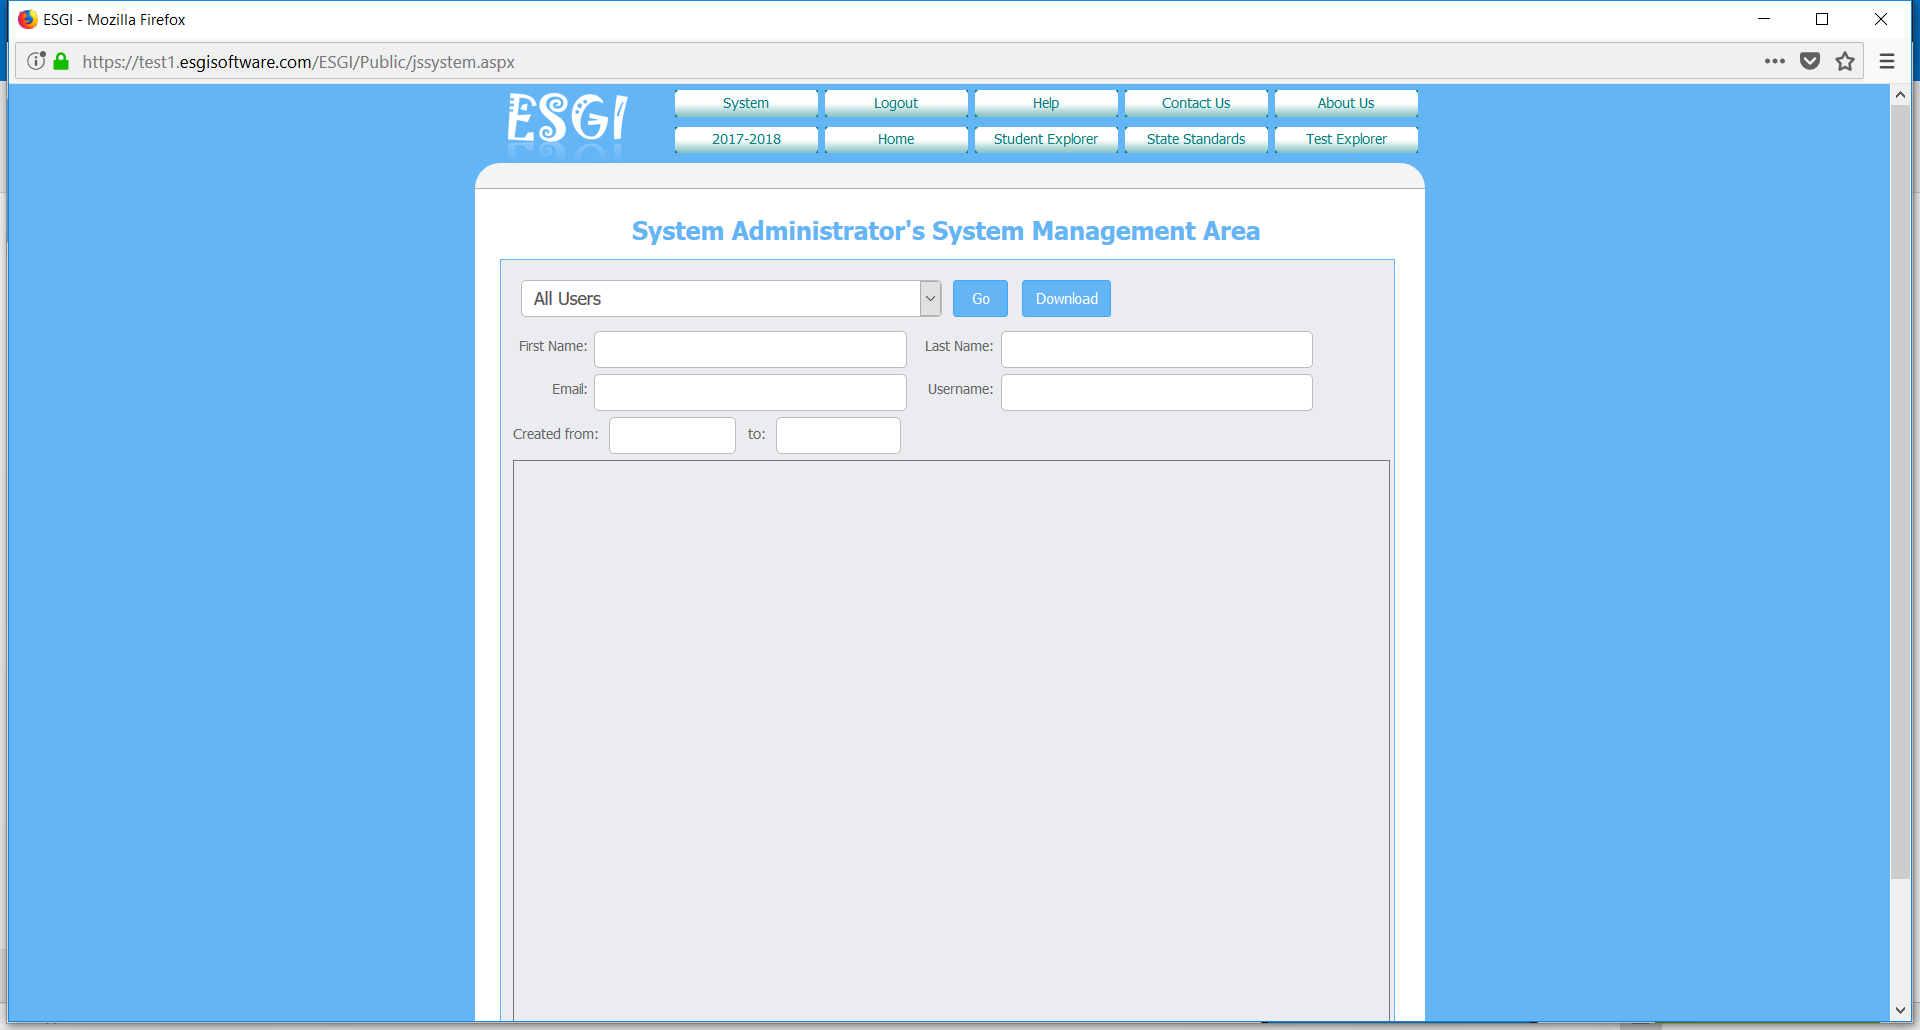 ESGI - Mozilla Firefox
https://test1.esgisoftware.com/ESGI/Public/jssystem.aspx
ESGI
System Logout Help Contact Us About Us
2017-2018 Home Student Explorer State Standards Test Explorer
System Administrator's System Management Area
All Users Go Download
First Name: Last Name:
Email: Username:
Created from: to: